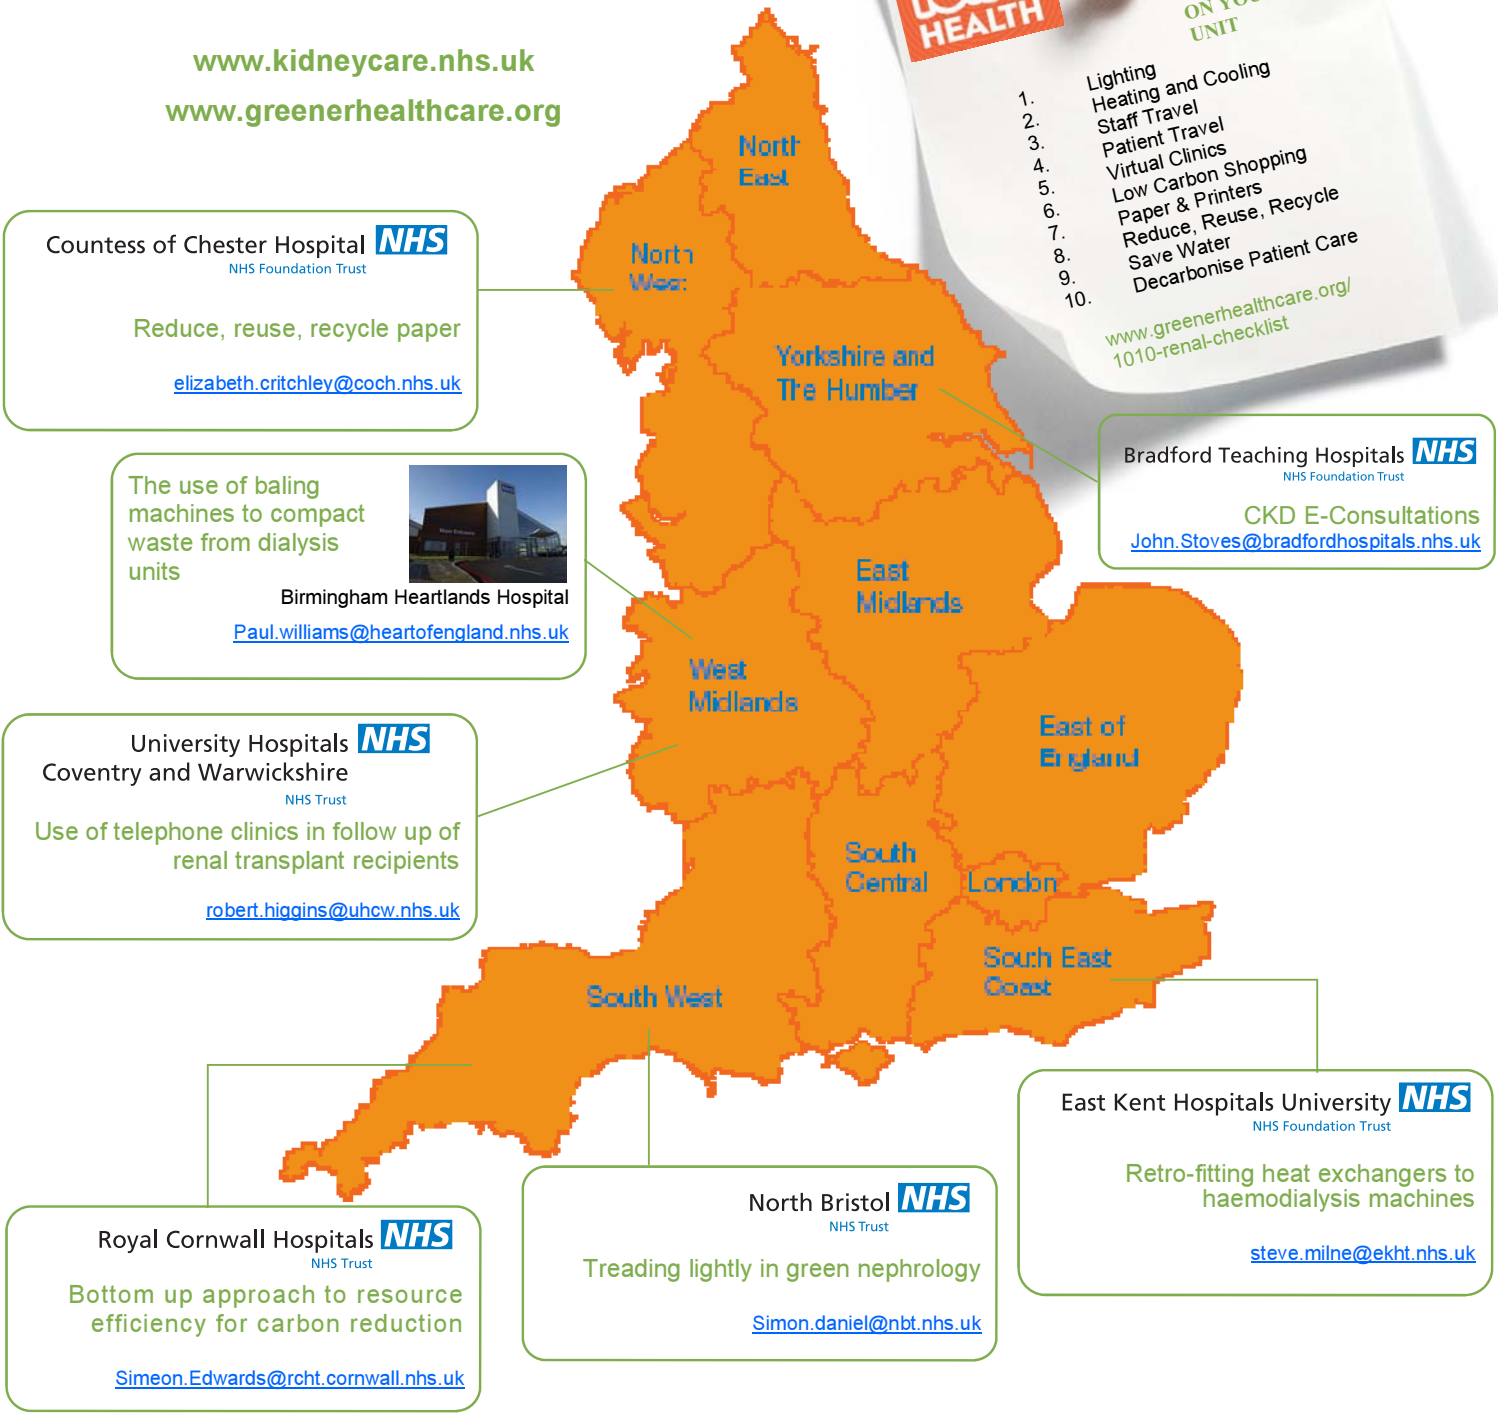 www.kidneycare.nhs.uk
www.greenerhealthcare.org
HEALTH
ON
UNIT
1. Lighting
2. Heating and Cooling
3. Staff Travel
4. Patient Travel
5. Virtual Clinics
6. Low Carbon Shopping
7. Paper & Printers
8. Reduce, Reuse, Recycle
9. Save Water
10. Decarbonise Patient Care
www.greenerhealthcare.org/
1010-renal-checklist
North
East
North
West
Yorkshire and
The Humber
East
Midlands
West
Midlands
East of
England
South
Central
London
South East
Coast
South West
Countess of Chester Hospital NHS
NHS Foundation Trust
Reduce, reuse, recycle paper
elizabeth.critchley@coch.nhs.uk
The use of baling
machines to compact
waste from dialysis
units
Birmingham Heartlands Hospital
Paul.williams@heartofengland.nhs.uk
University Hospitals NHS
Coventry and Warwickshire
NHS Trust
Use of telephone clinics in follow up of
renal transplant recipients
robert.higgins@uhcw.nhs.uk
Bradford Teaching Hospitals NHS
NHS Foundation Trust
CKD E-Consultations
John.Stoves@bradfordhospitals.nhs.uk
East Kent Hospitals University NHS
NHS Foundation Trust
Retro-fitting heat exchangers to
haemodialysis machines
steve.milne@ekht.nhs.uk
North Bristol NHS
NHS Trust
Treading lightly in green nephrology
Simon.daniel@nbt.nhs.uk
Royal Cornwall Hospitals NHS
NHS Trust
Bottom up approach to resource
efficiency for carbon reduction
Simeon.Edwards@rcht.cornwall.nhs.uk